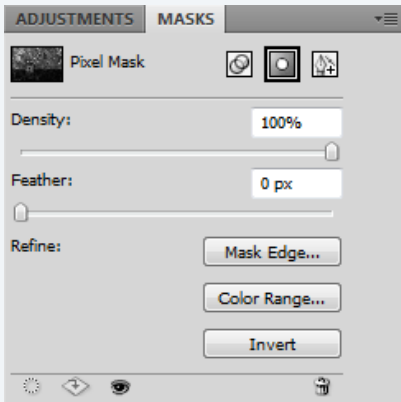 ADJUSTMENTS MASKS
Pixel Mask
Density: 100%
Feather: 0 px
Refine: Mask Edge...
Color Range...
Invert